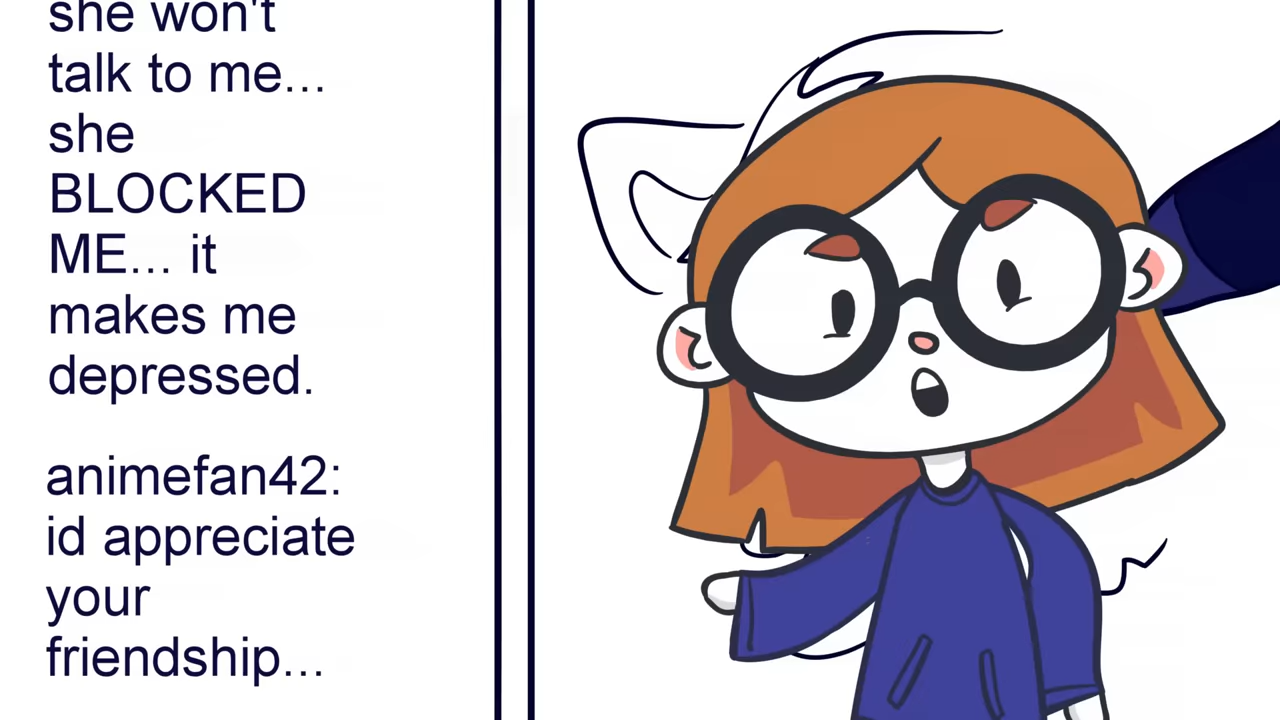 she won't
talk to me...
she
BLOCKED
ME... it
makes me
depressed.
animefan42:
id appreciate
your
friendship...